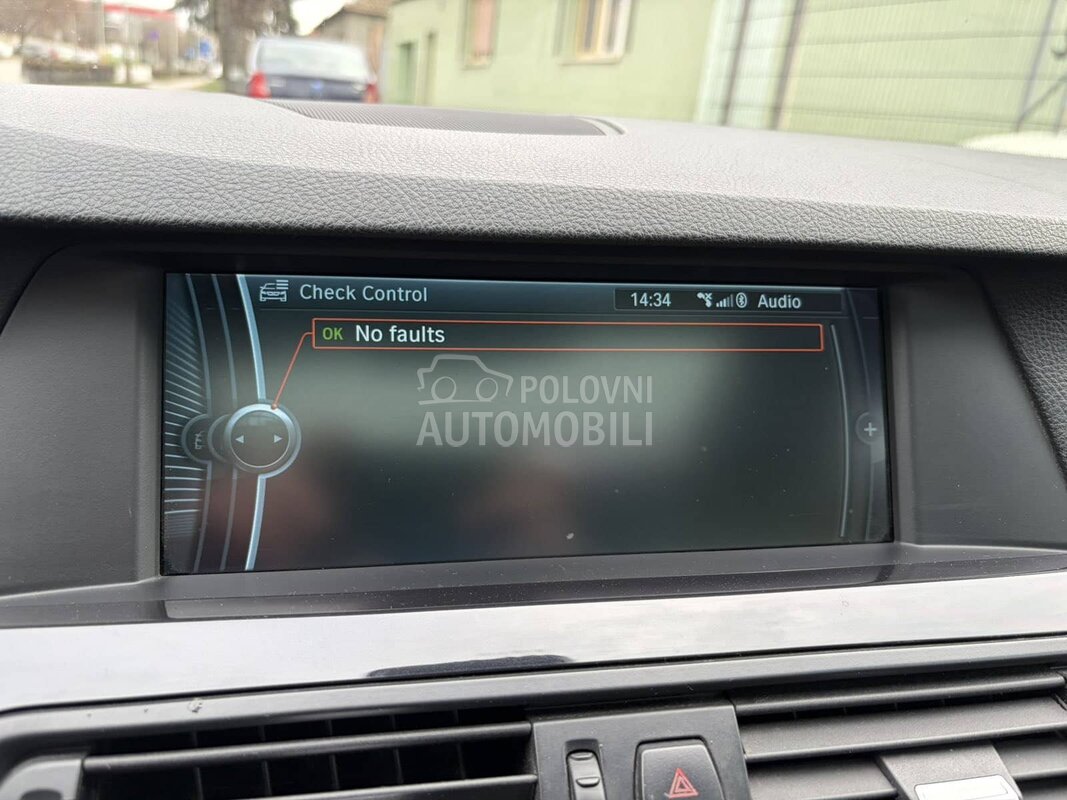 Check Control
14:34 Audio
OK No faults
POLOVNI
AUTOMOBILI